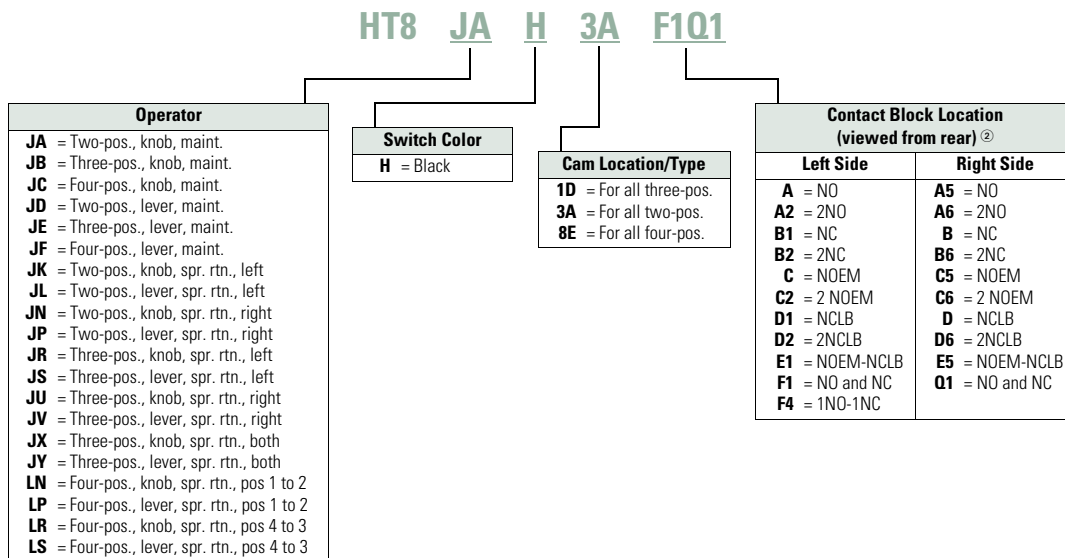 HT8 JA H 3A F1Q1
Operator
JA = Two-pos., knob, maint.
JB = Three-pos., knob, maint.
JC = Four-pos., knob, maint.
JD = Two-pos., lever, maint.
JE = Three-pos., lever, maint.
JF = Four-pos., lever, maint.
JK = Two-pos., knob, spr. rtn., left
JL = Two-pos., lever, spr. rtn., left
JN = Two-pos., knob, spr. rtn., right
JP = Two-pos., lever, spr. rtn., right
JR = Three-pos., knob, spr. rtn., left
JS = Three-pos., lever, spr. rtn., left
JU = Three-pos., knob, spr. rtn., right
JV = Three-pos., lever, spr. rtn., right
JX = Three-pos., knob, spr. rtn., both
JY = Three-pos., lever, spr. rtn., both
LN = Four-pos., knob, spr. rtn., pos 1 to 2
LP = Four-pos., lever, spr. rtn., pos 1 to 2
LR = Four-pos., knob, spr. rtn., pos 4 to 3
LS = Four-pos., lever, spr. rtn., pos 4 to 3
Switch Color
H = Black
Cam Location/Type
1D = For all three-pos.
3A = For all two-pos.
8E = For all four-pos.
Contact Block Location
(viewed from rear) ②
Left Side
A = NO
A2 = 2NO
B1 = NC
B2 = 2NC
C = NOEM
C2 = 2 NOEM
D1 = NCLB
D2 = 2NCLB
E1 = NOEM-NCLB
F1 = NO and NC
F4 = 1NO-1NC
Right Side
A5 = NO
A6 = 2NO
B = NC
B6 = 2NC
C5 = NOEM
C6 = 2 NOEM
D = NCLB
D6 = 2NCLB
E5 = NOEM-NCLB
Q1 = NO and NC